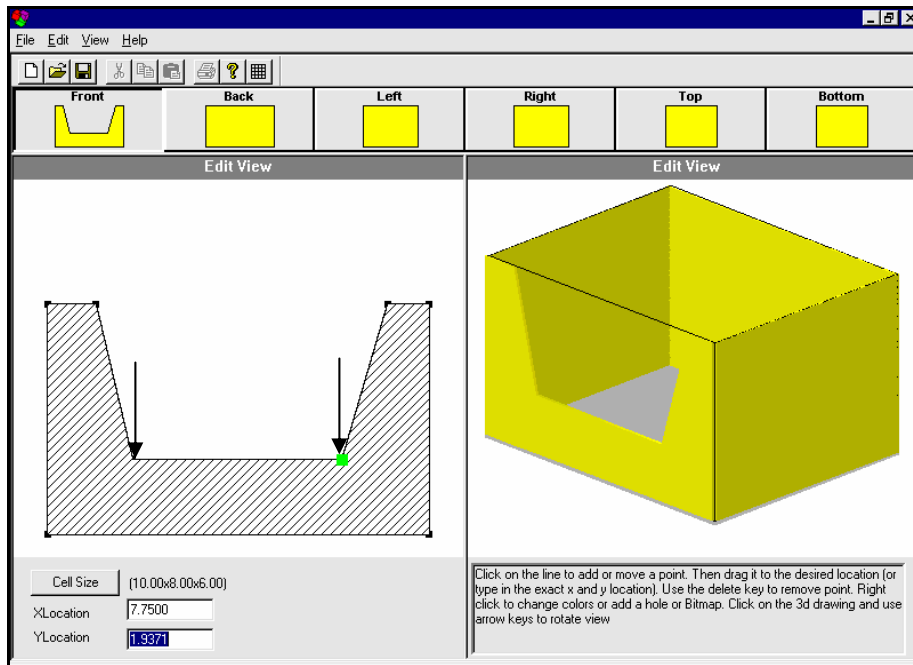 File Edit View Help
Front Back Left Right Top Bottom
Edit View
Edit View
Cell Size (10.00x8.00x6.00)
XLocation 7.7500
YLocation 1.9371
Click on the line to add or move a point. Then drag it to the desired location (or
type in the exact x and y location). Use the delete key to remove point. Right
click to change colors or add a hole or Bitmap. Click on the 3d drawing and use
arrow keys to rotate view